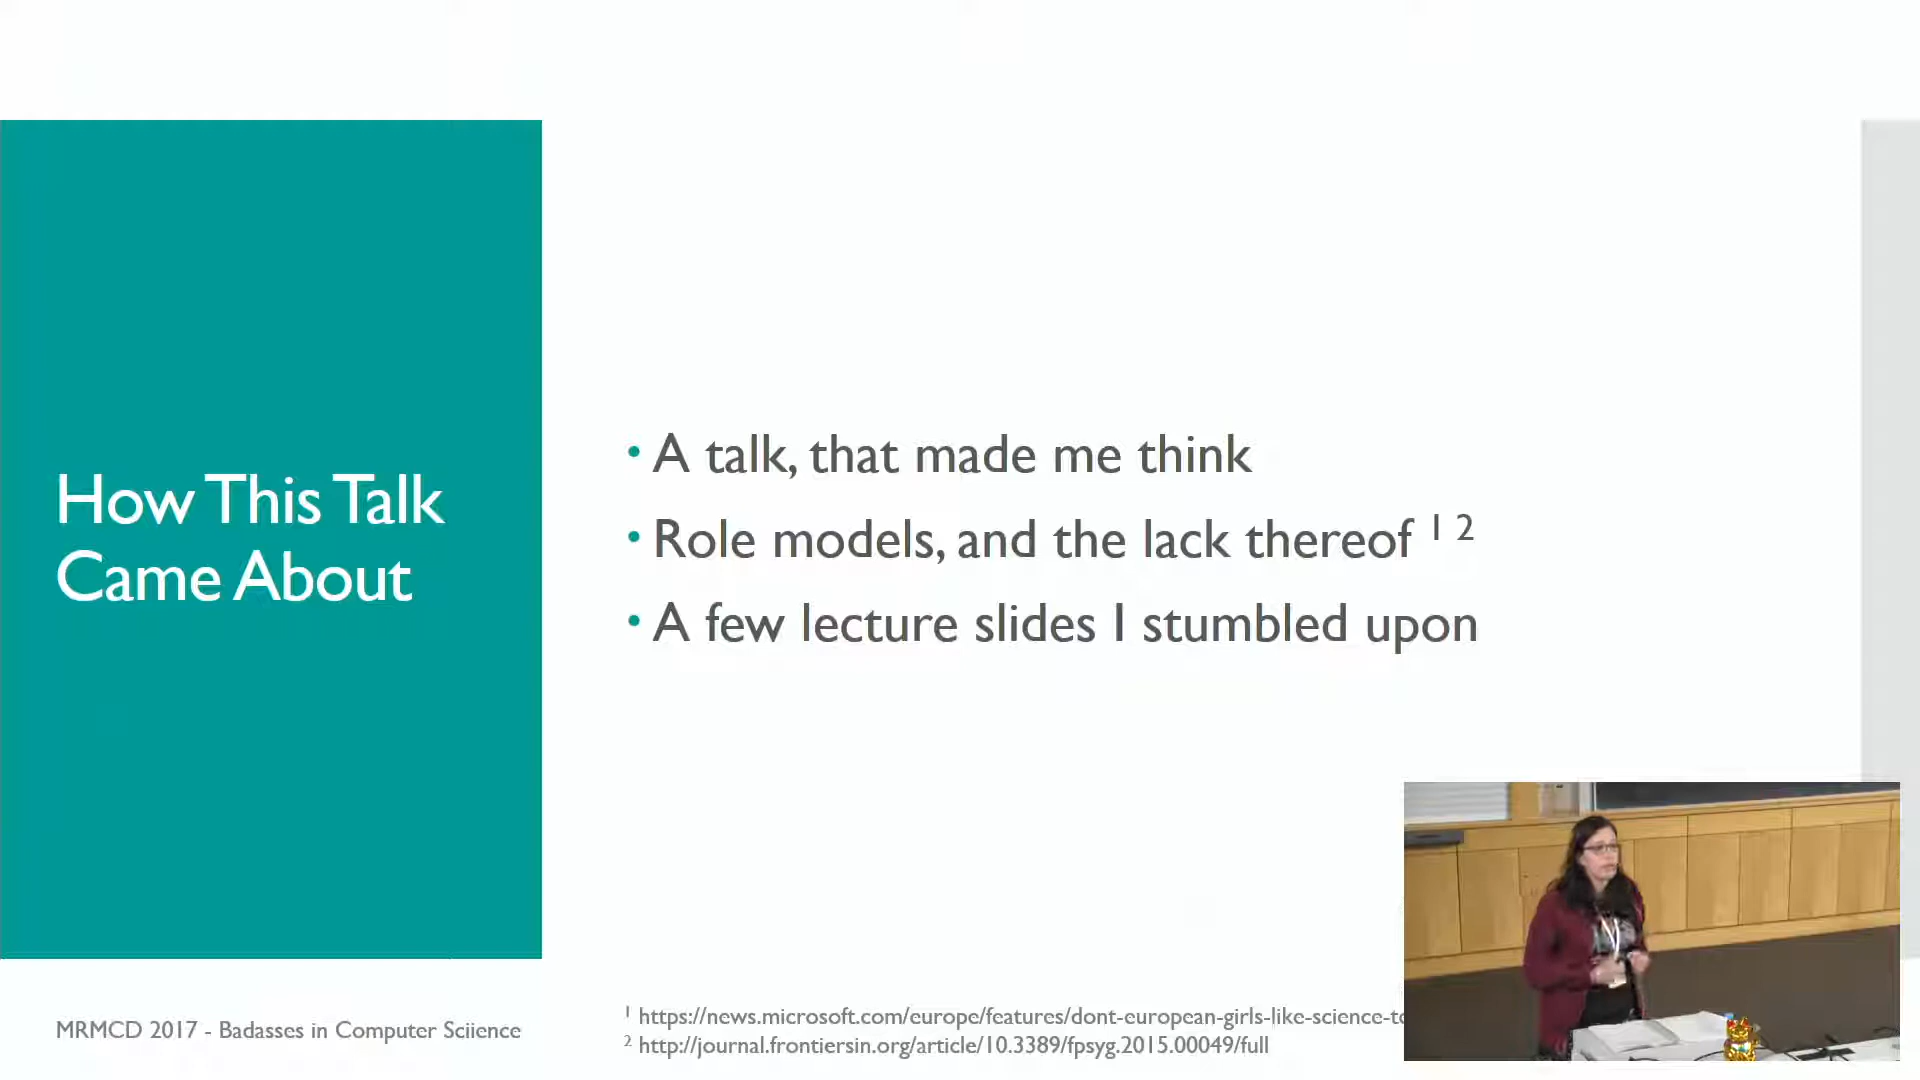 How This Talk
Came About
• A talk, that made me think
• Role models, and the lack thereof 1 2
• A few lecture slides I stumbled upon
MRMCD 2017 - Badasses in Computer Sciience
1 https://news.microsoft.com/europe/features/dont-european-girls-like-science-
2 http://journal.frontiersin.org/article/10.3389/fpsyg.2015.00049/full